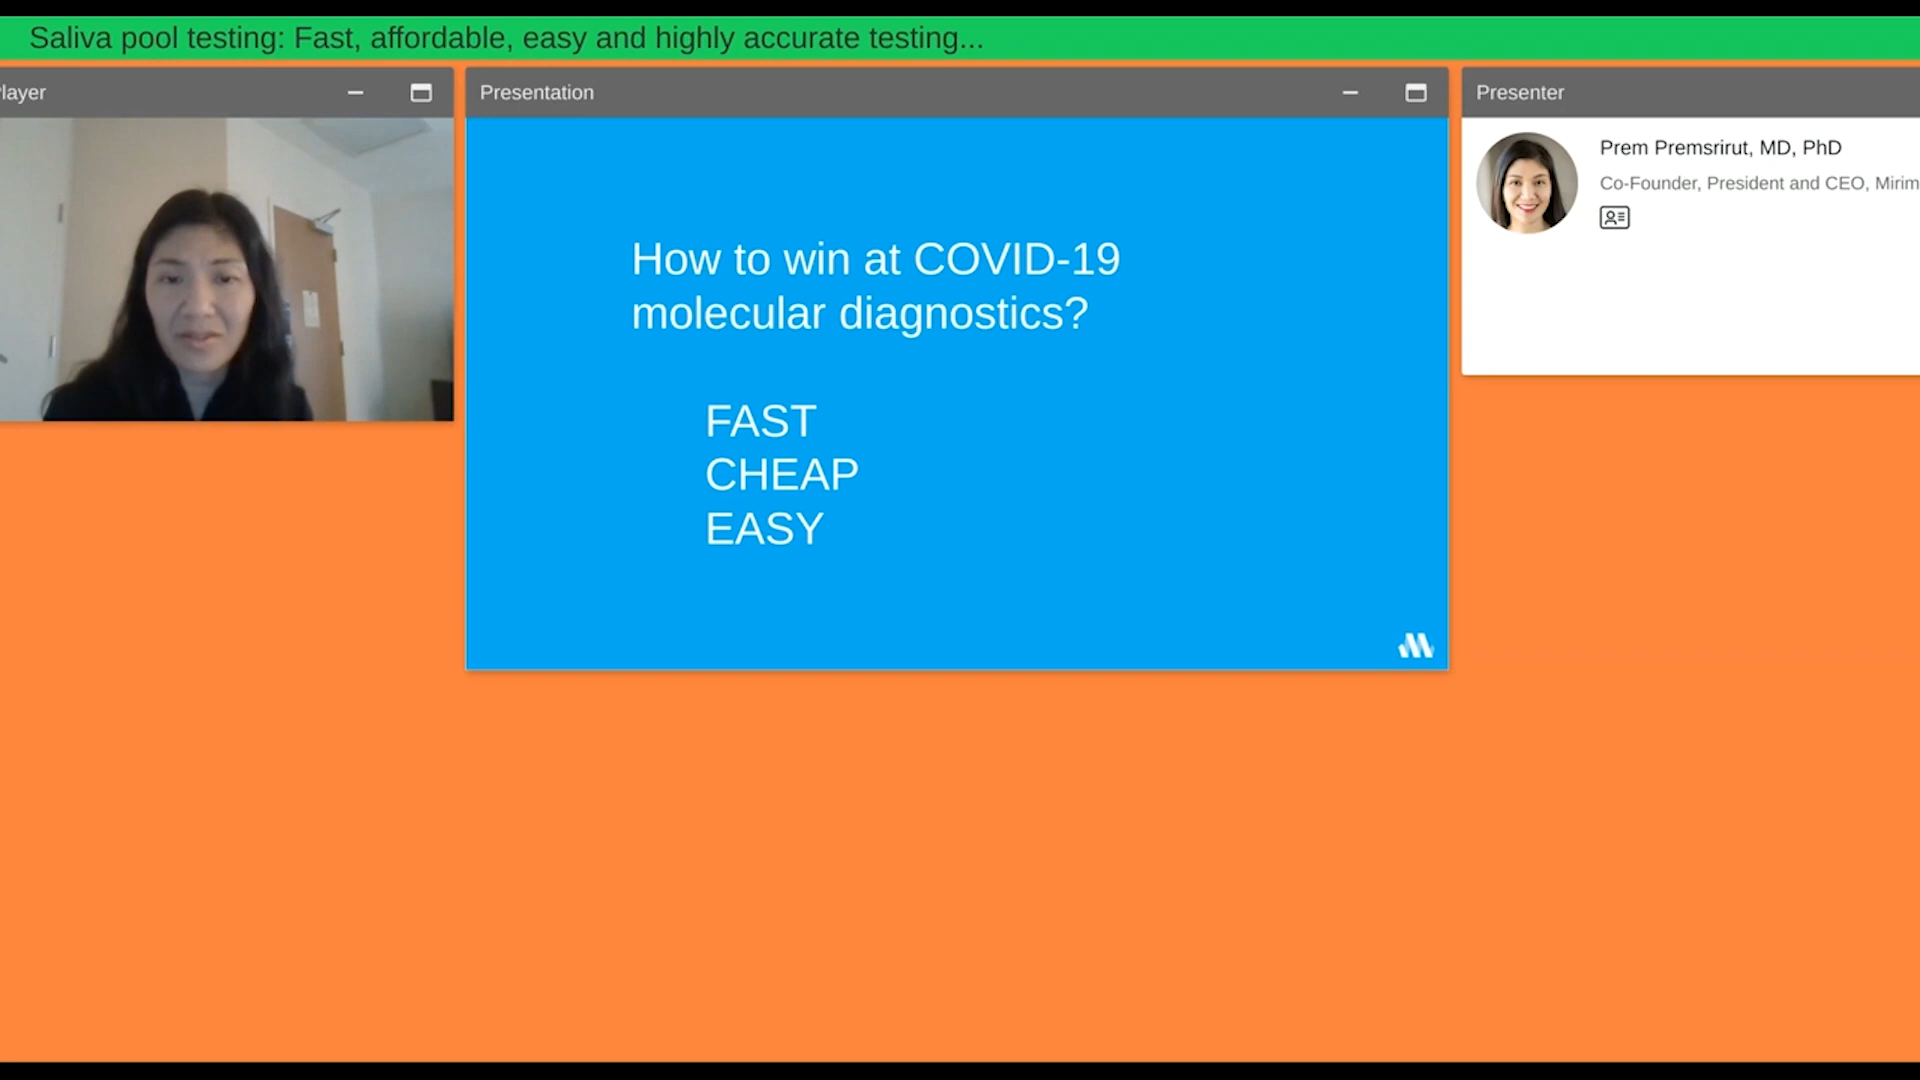 Saliva pool testing: Fast, affordable, easy and highly accurate testing...
layer
Presentation
Presenter
How to win at COVID-19
molecular diagnostics?
FAST
CHEAP
EASY
Prem Premsrirut, MD, PhD
Co-Founder, President and CEO, Mirim